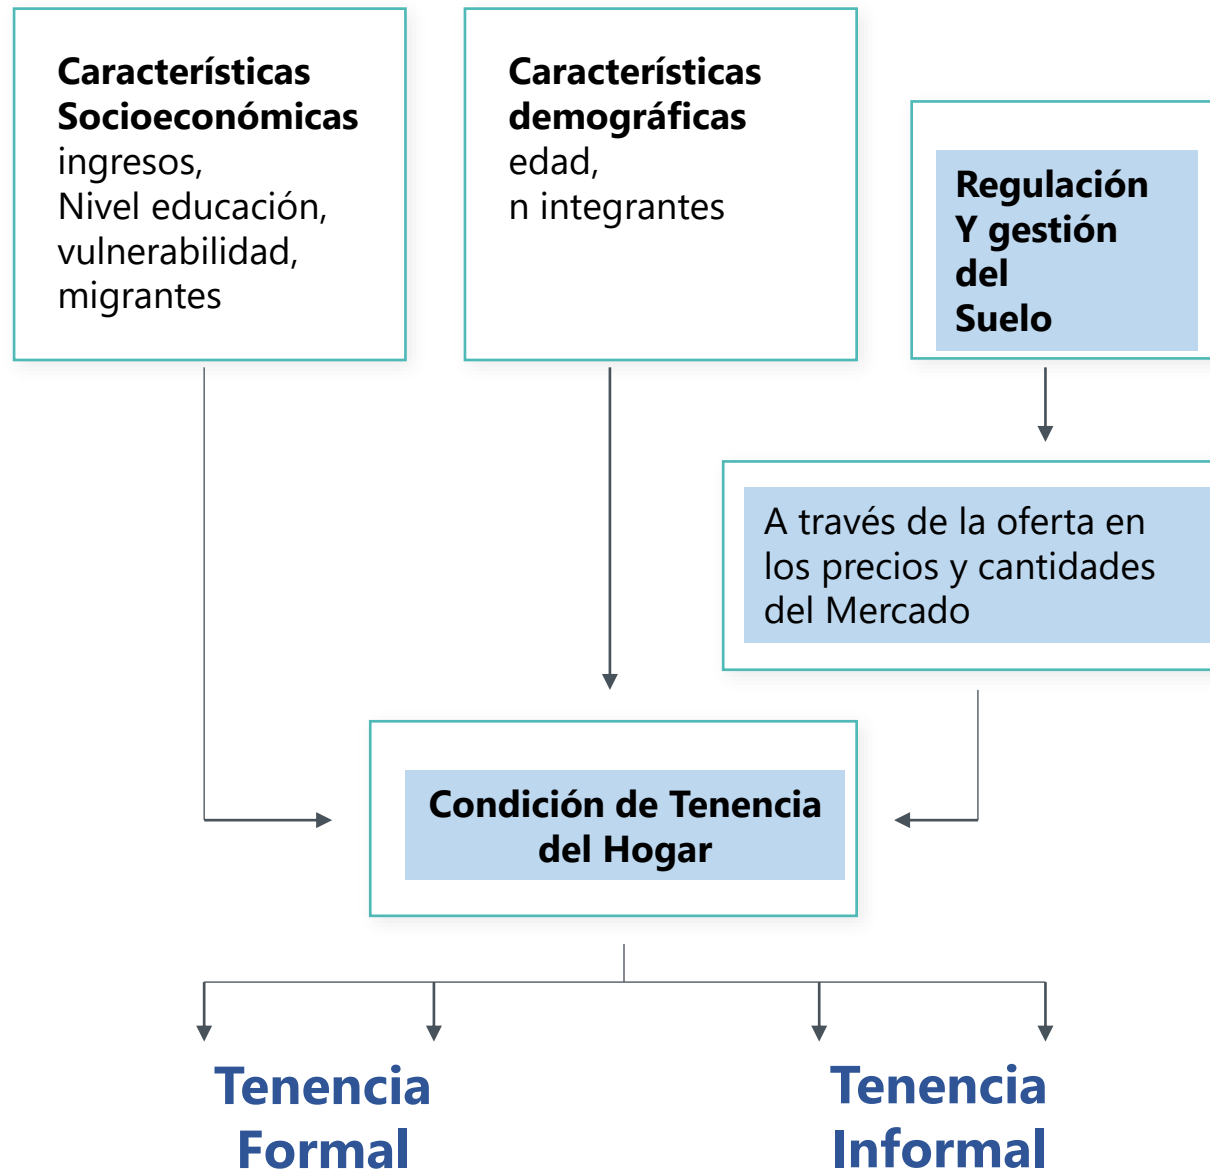 Características
Socioeconómicas
ingresos,
Nivel educación,
vulnerabilidad,
migrantes
Características
demográficas
edad,
n integrantes
Regulación
Y gestión
del
Suelo
A través de la oferta en
los precios y cantidades
del Mercado
Condición de Tenencia
del Hogar
Tenencia
Formal
Tenencia
Informal